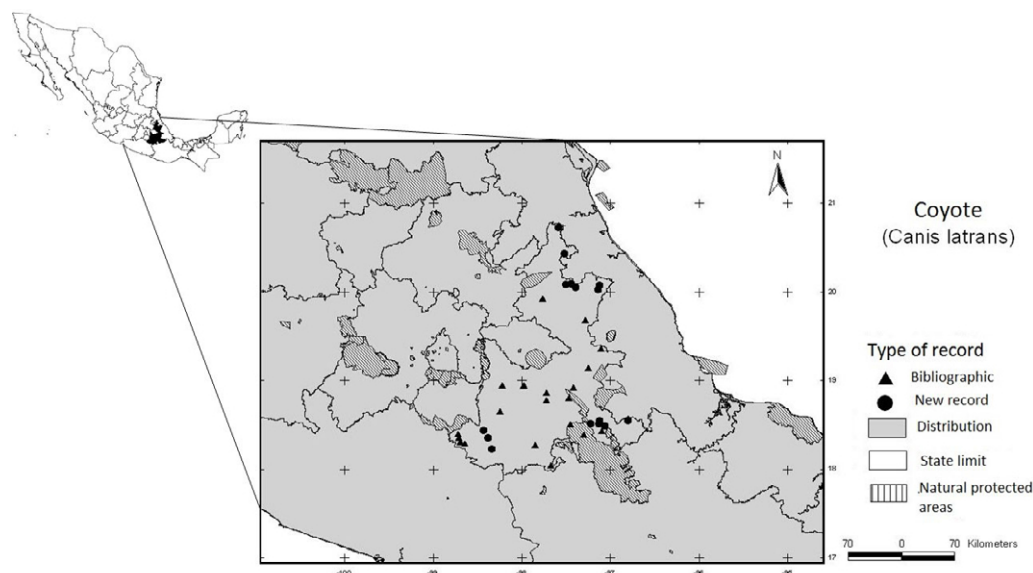 N
21
20
19
18
17
Coyote
(Canis latrans)
Type of record
Bibliographic
New record
Distribution
State limit
Natural protected
areas
70 0 70 Kilometers